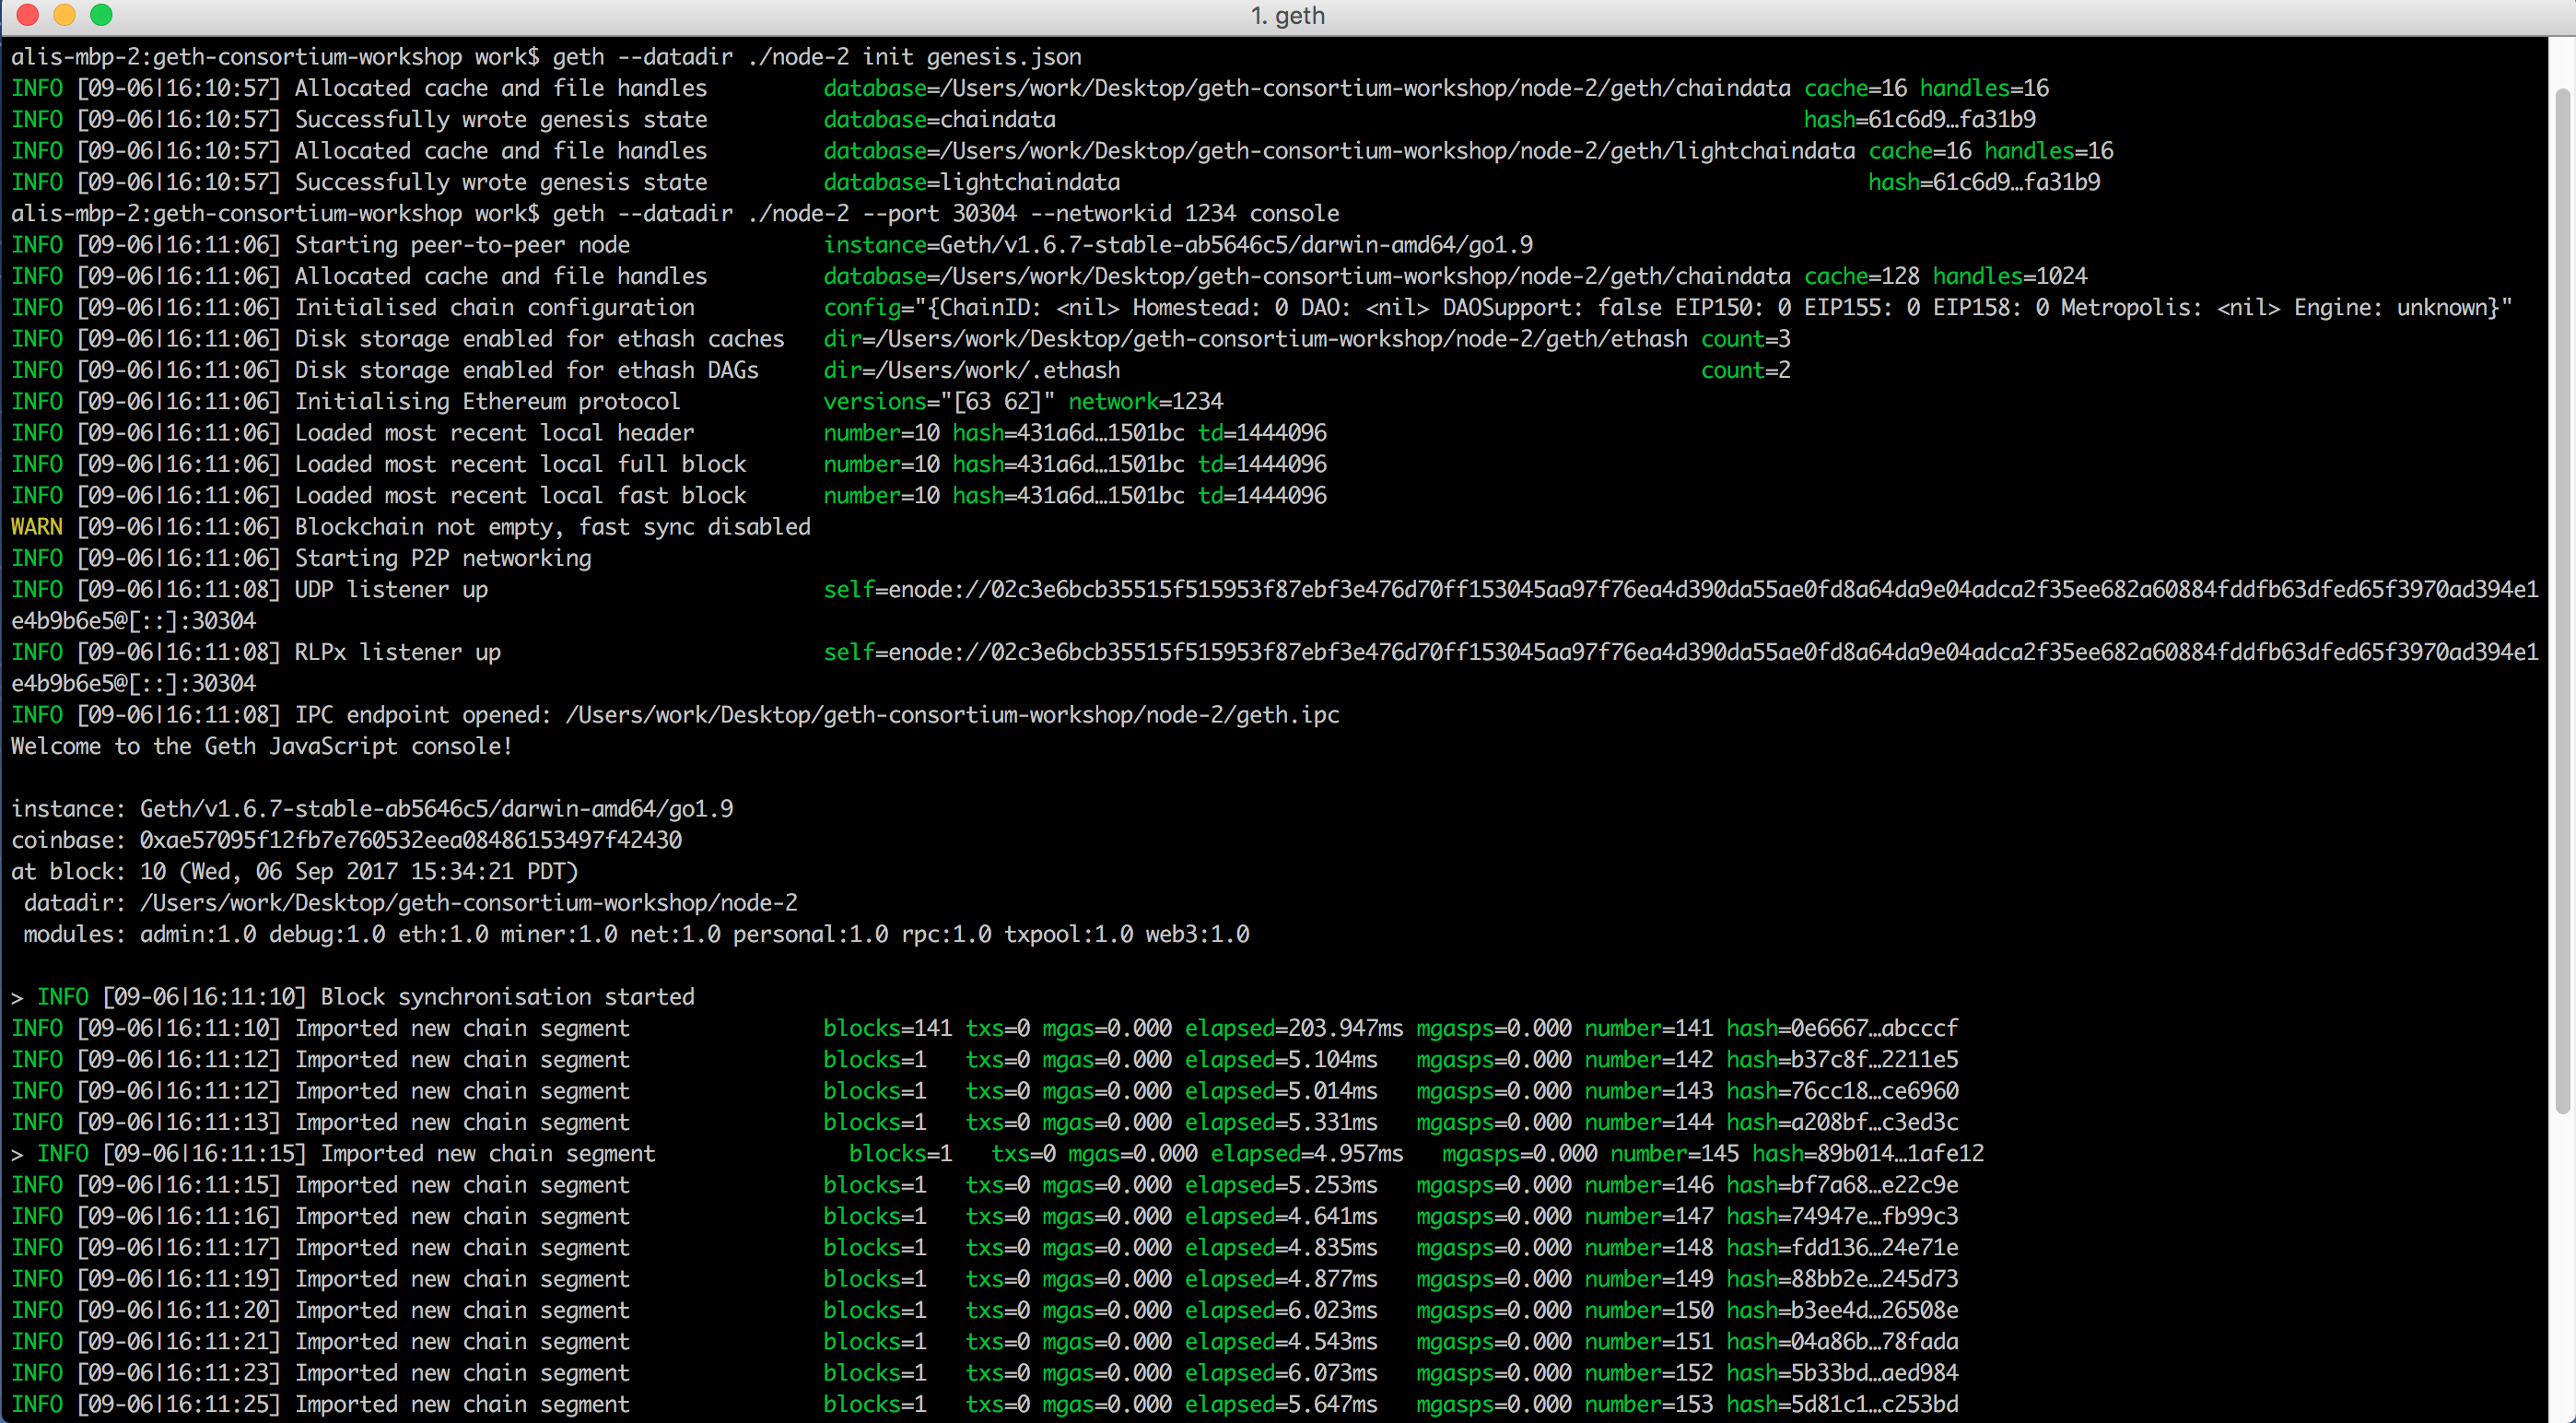 1. geth
alis-mbp-2:geth-consortium-workshop work$ geth --datadir ./node-2 init genesis.json
INFO [09-06|16:10:57] Allocated cache and file handles database=/Users/work/Desktop/geth-consortium-workshop/node-2/geth/chaindata cache=16 handles=16
INFO [09-06|16:10:57] Successfully wrote genesis state database=chaindata hash=61c6d9…fa31b9
INFO [09-06|16:10:57] Allocated cache and file handles database=/Users/work/Desktop/geth-consortium-workshop/node-2/geth/lightchaindata cache=16 handles=16
INFO [09-06|16:10:57] Successfully wrote genesis state database=lightchaindata hash=61c6d9…fa31b9
alis-mbp-2:geth-consortium-workshop work$ geth --datadir ./node-2 --port 30304 --networkid 1234 console
INFO [09-06|16:11:06] Starting peer-to-peer node instance=Geth/v1.6.7-stable-ab5646c5/darwin-amd64/go1.9
INFO [09-06|16:11:06] Allocated cache and file handles database=/Users/work/Desktop/geth-consortium-workshop/node-2/geth/chaindata cache=128 handles=1024
INFO [09-06|16:11:06] Initialised chain configuration config="{ChainID: <nil> Homestead: 0 DAO: <nil> DAOSupport: false EIP150: 0 EIP155: 0 EIP158: 0 Metropolis: <nil> Engine: unknown}"
INFO [09-06|16:11:06] Disk storage enabled for ethash caches dir=/Users/work/Desktop/geth-consortium-workshop/node-2/geth/ethash count=3
INFO [09-06|16:11:06] Disk storage enabled for ethash DAGs dir=/Users/work/.ethash count=2
INFO [09-06|16:11:06] Initialising Ethereum protocol versions="[63 62]" network=1234
INFO [09-06|16:11:06] Loaded most recent local header number=10 hash=431a6d…1501bc td=1444096
INFO [09-06|16:11:06] Loaded most recent local full block number=10 hash=431a6d…1501bc td=1444096
INFO [09-06|16:11:06] Loaded most recent local fast block number=10 hash=431a6d…1501bc td=1444096
WARN [09-06|16:11:06] Blockchain not empty, fast sync disabled
INFO [09-06|16:11:06] Starting P2P networking
INFO [09-06|16:11:08] UDP listener up self=enode://02c3e6bcb35515f515953f87ebf3e476d70ff153045aa97f76ea4d390da55ae0fd8a64da9e04adca2f35ee682a60884fddfb63dfed65f3970ad394e1
e4b9b6e5@[::]:30304
INFO [09-06|16:11:08] RLPx listener up self=enode://02c3e6bcb35515f515953f87ebf3e476d70ff153045aa97f76ea4d390da55ae0fd8a64da9e04adca2f35ee682a60884fddfb63dfed65f3970ad394e1
e4b9b6e5@[::]:30304
INFO [09-06|16:11:08] IPC endpoint opened: /Users/work/Desktop/geth-consortium-workshop/node-2/geth.ipc
Welcome to the Geth JavaScript console!
instance: Geth/v1.6.7-stable-ab5646c5/darwin-amd64/go1.9
coinbase: 0xae57095f12fb7e760532eea08486153497f42430
at block: 10 (Wed, 06 Sep 2017 15:34:21 PDT)
datadir: /Users/work/Desktop/geth-consortium-workshop/node-2
modules: admin:1.0 debug:1.0 eth:1.0 miner:1.0 net:1.0 personal:1.0 rpc:1.0 txpool:1.0 web3:1.0
> INFO [09-06|16:11:10] Block synchronisation started
INFO [09-06|16:11:10] Imported new chain segment blocks=141 txs=0 mgas=0.000 elapsed=203.947ms mgasps=0.000 number=141 hash=0e6667…abcccf
INFO [09-06|16:11:12] Imported new chain segment blocks=1 txs=0 mgas=0.000 elapsed=5.104ms mgasps=0.000 number=142 hash=b37c8f…2211e5
INFO [09-06|16:11:12] Imported new chain segment blocks=1 txs=0 mgas=0.000 elapsed=5.014ms mgasps=0.000 number=143 hash=76cc18…ce6960
INFO [09-06|16:11:13] Imported new chain segment blocks=1 txs=0 mgas=0.000 elapsed=5.331ms mgasps=0.000 number=144 hash=a208bf…c3ed3c
> INFO [09-06|16:11:15] Imported new chain segment blocks=1 txs=0 mgas=0.000 elapsed=4.957ms mgasps=0.000 number=145 hash=89b014…1afe12
INFO [09-06|16:11:15] Imported new chain segment blocks=1 txs=0 mgas=0.000 elapsed=5.253ms mgasps=0.000 number=146 hash=bf7a68…e22c9e
INFO [09-06|16:11:16] Imported new chain segment blocks=1 txs=0 mgas=0.000 elapsed=4.641ms mgasps=0.000 number=147 hash=74947e…fb99c3
INFO [09-06|16:11:17] Imported new chain segment blocks=1 txs=0 mgas=0.000 elapsed=4.835ms mgasps=0.000 number=148 hash=fdd136…24e71e
INFO [09-06|16:11:19] Imported new chain segment blocks=1 txs=0 mgas=0.000 elapsed=4.877ms mgasps=0.000 number=149 hash=88bb2e…245d73
INFO [09-06|16:11:20] Imported new chain segment blocks=1 txs=0 mgas=0.000 elapsed=6.023ms mgasps=0.000 number=150 hash=b3ee4d…26508e
INFO [09-06|16:11:21] Imported new chain segment blocks=1 txs=0 mgas=0.000 elapsed=4.543ms mgasps=0.000 number=151 hash=04a86b…78fada
INFO [09-06|16:11:23] Imported new chain segment blocks=1 txs=0 mgas=0.000 elapsed=6.073ms mgasps=0.000 number=152 hash=5b33bd…aed984
INFO [09-06|16:11:25] Imported new chain segment blocks=1 txs=0 mgas=0.000 elapsed=5.647ms mgasps=0.000 number=153 hash=5d81c1…c253bd